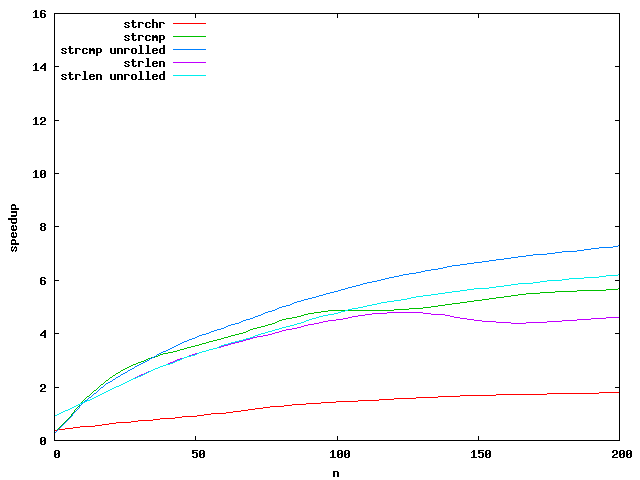 16
14
12
10
8
6
4
2
0
speedup
strchr
strcmp
strcmp unrolled
strlen
strlen unrolled
0 50 100 150 200
n